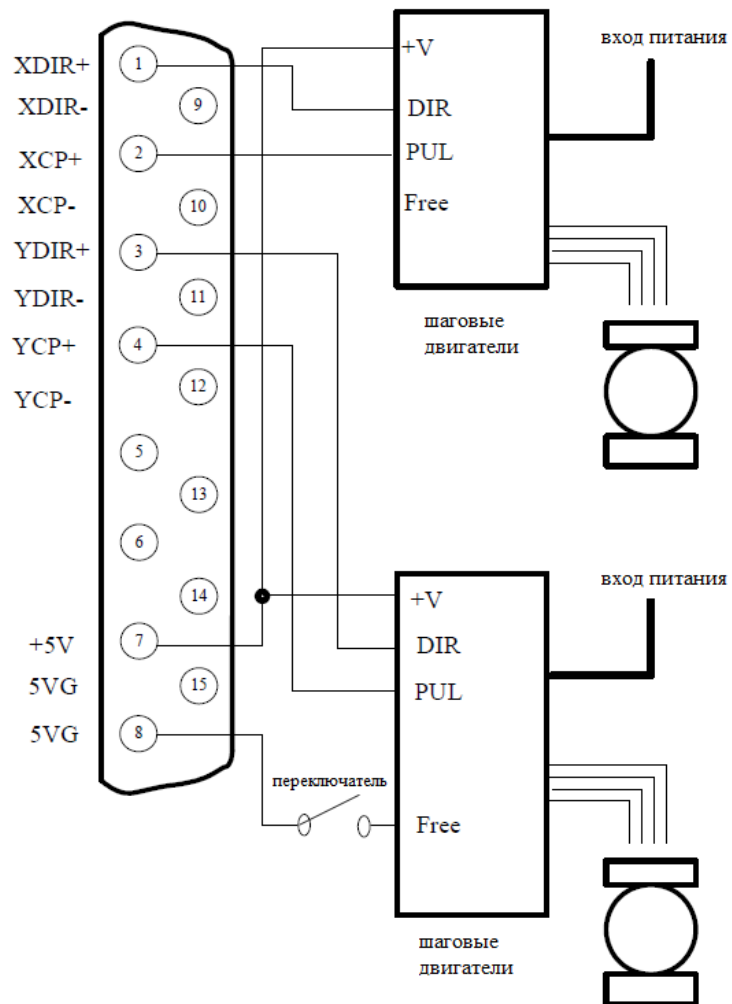 XDIR+
1
XDIR-
9
XCP+
2
XCP-
10
YDIR+
3
YDIR-
11
YCP+
4
YCP-
12
5
13
6
14
+5V
7
5VG
15
5VG
8
+V
DIR
PUL
Free
вход питания
шаговые
двигатели
+V
DIR
PUL
Free
вход питания
переключатель
шаговые
двигатели